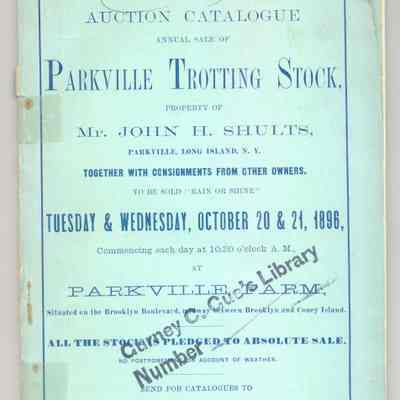 AUCTION CATALOGUE
ANNUAL SALE OF
PARKVILLE TROTTING STOCK,
PROPERTY OF
Mr. JOHN H. SHULTS,
PARKVILLE, LONG ISLAND, N. Y.
TOGETHER WITH CONSIGNMENTS FROM OTHER OWNERS.
TO BE SOLD "RAIN OR SHINE"
TUESDAY & WEDNESDAY, OCTOBER 20 & 21, 1896,
Commencing each day at 10:20 o'clock A. M.,
AT
PARKVILLE FARM,
Situated on the Brooklyn Boulevard, midway between Brooklyn and Coney Island.
ALL THE STOCK IS PLEDGED TO ABSOLUTE SALE.
NO POSTPONEMENT ON ACCOUNT OF WEATHER.
SEND FOR CATALOGUES TO
Gurney C. Gue's Library
Number